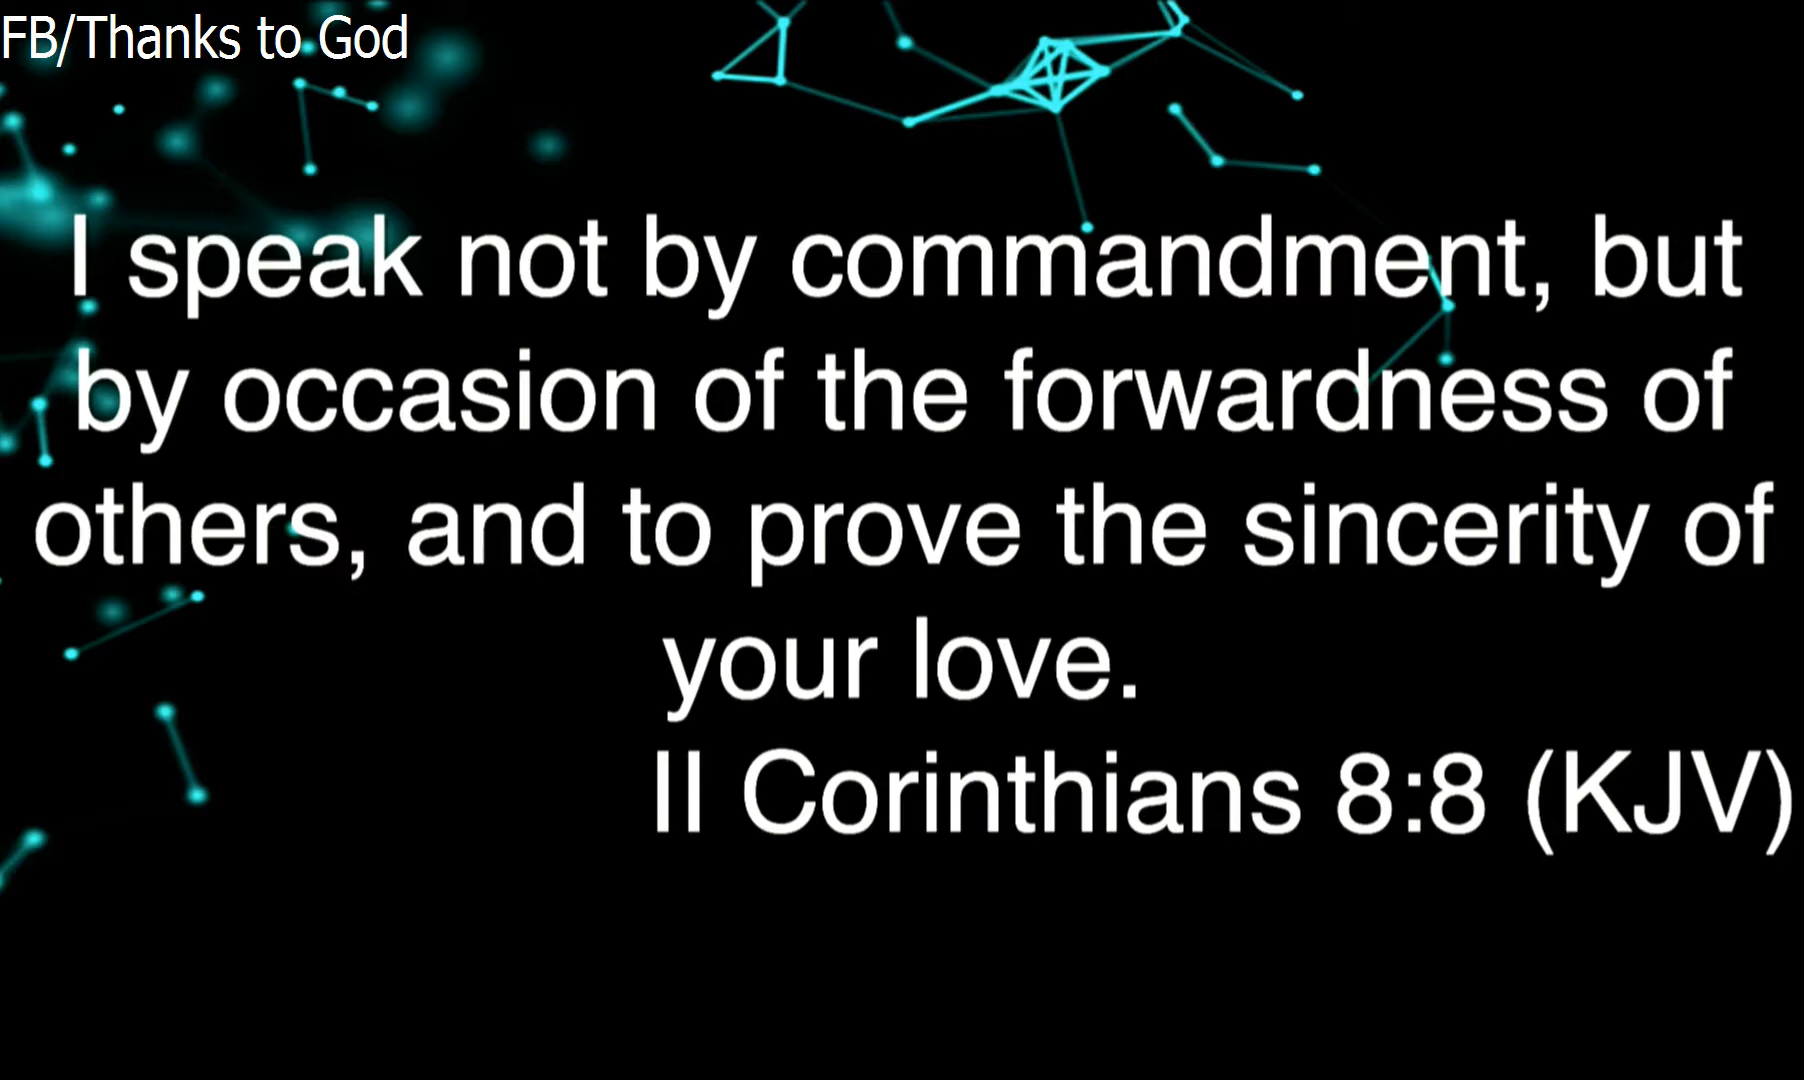 FB/Thanks to God
I speak not by commandment, but
by occasion of the forwardness of
others, and to prove the sincerity of
your love.
II Corinthians 8:8 (KJV)